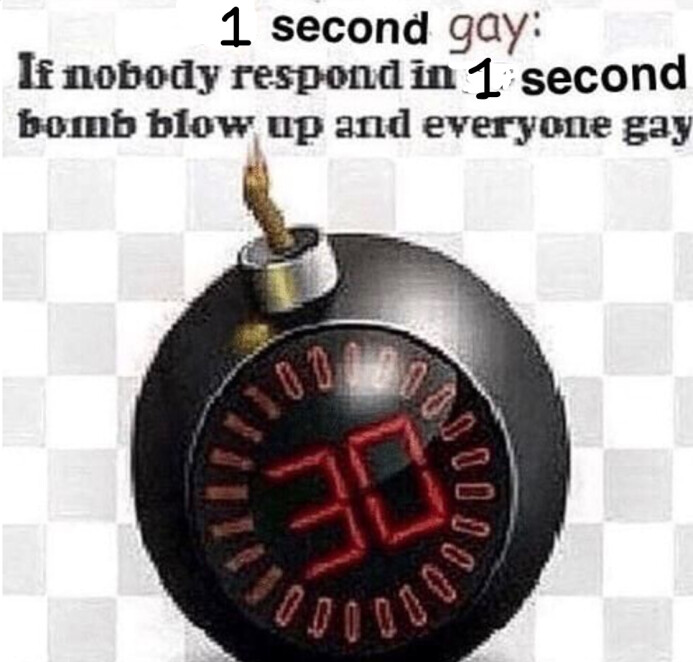 1 second gay:
If nobody respond in 1 second
bomb blow up and everyone gay
30